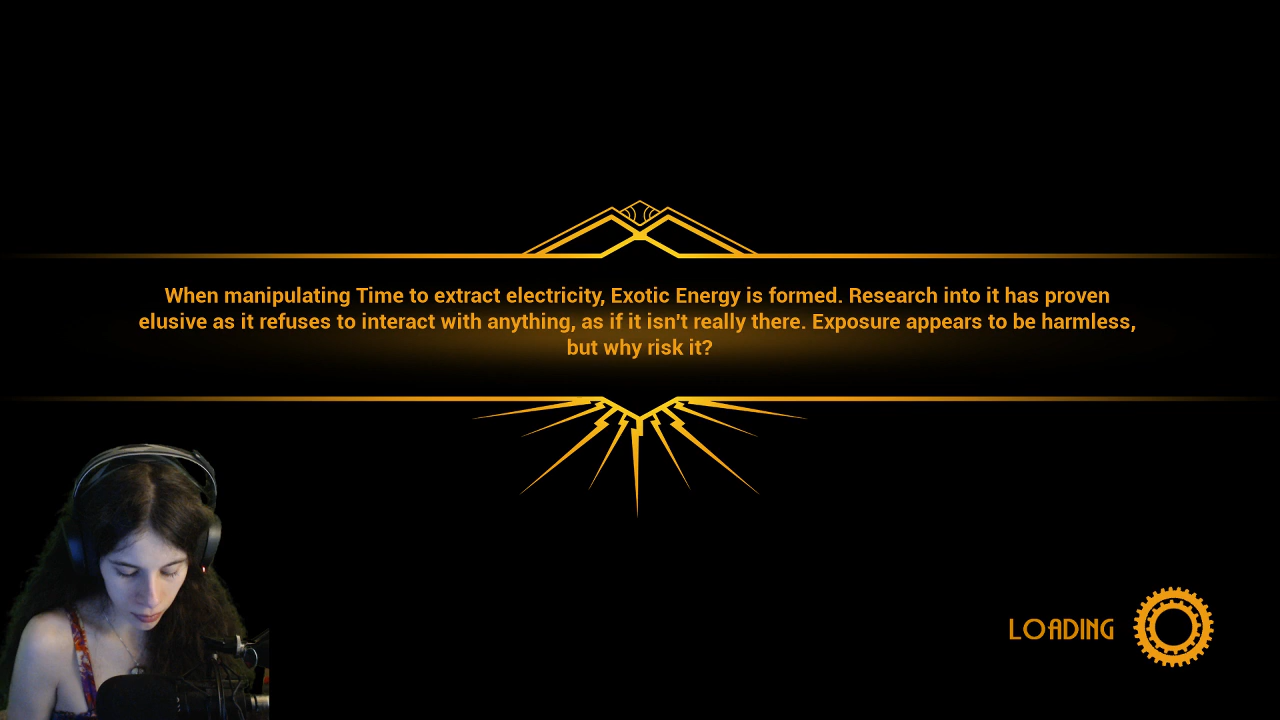 When manipulating Time to extract electricity, Exotic Energy is formed. Research into it has proven
elusive as it refuses to interact with anything, as if it isn't really there. Exposure appears to be harmless,
but why risk it?
LOADING